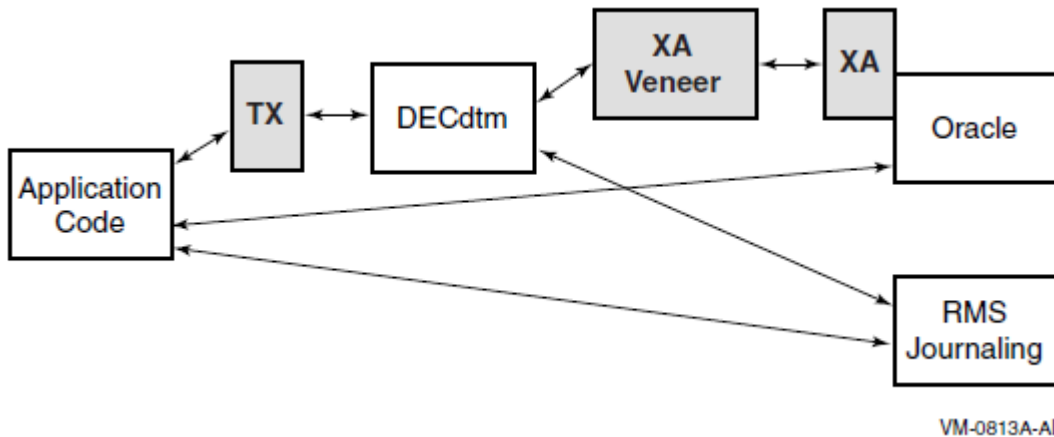 XA
Veneer
XA
TX
DECdtm
Oracle
Application
Code
RMS
Journaling
VM-0813A-AI